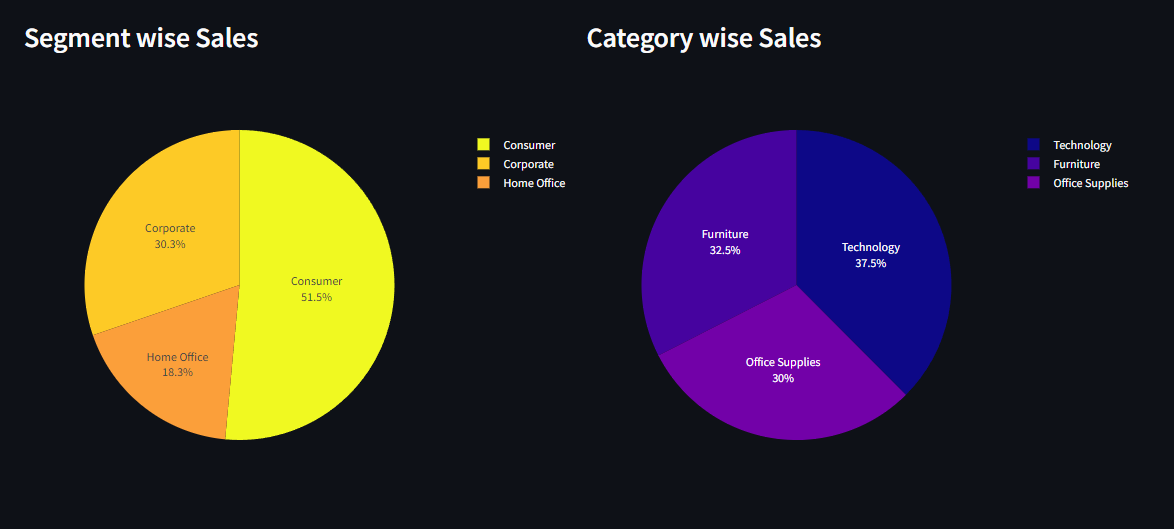 Segment wise Sales
Consumer
Corporate
Home Office
Corporate
30.3%
Consumer
51.5%
Home Office
18.3%
Category wise Sales
Technology
Furniture
Office Supplies
Furniture
32.5%
Technology
37.5%
Office Supplies
30%